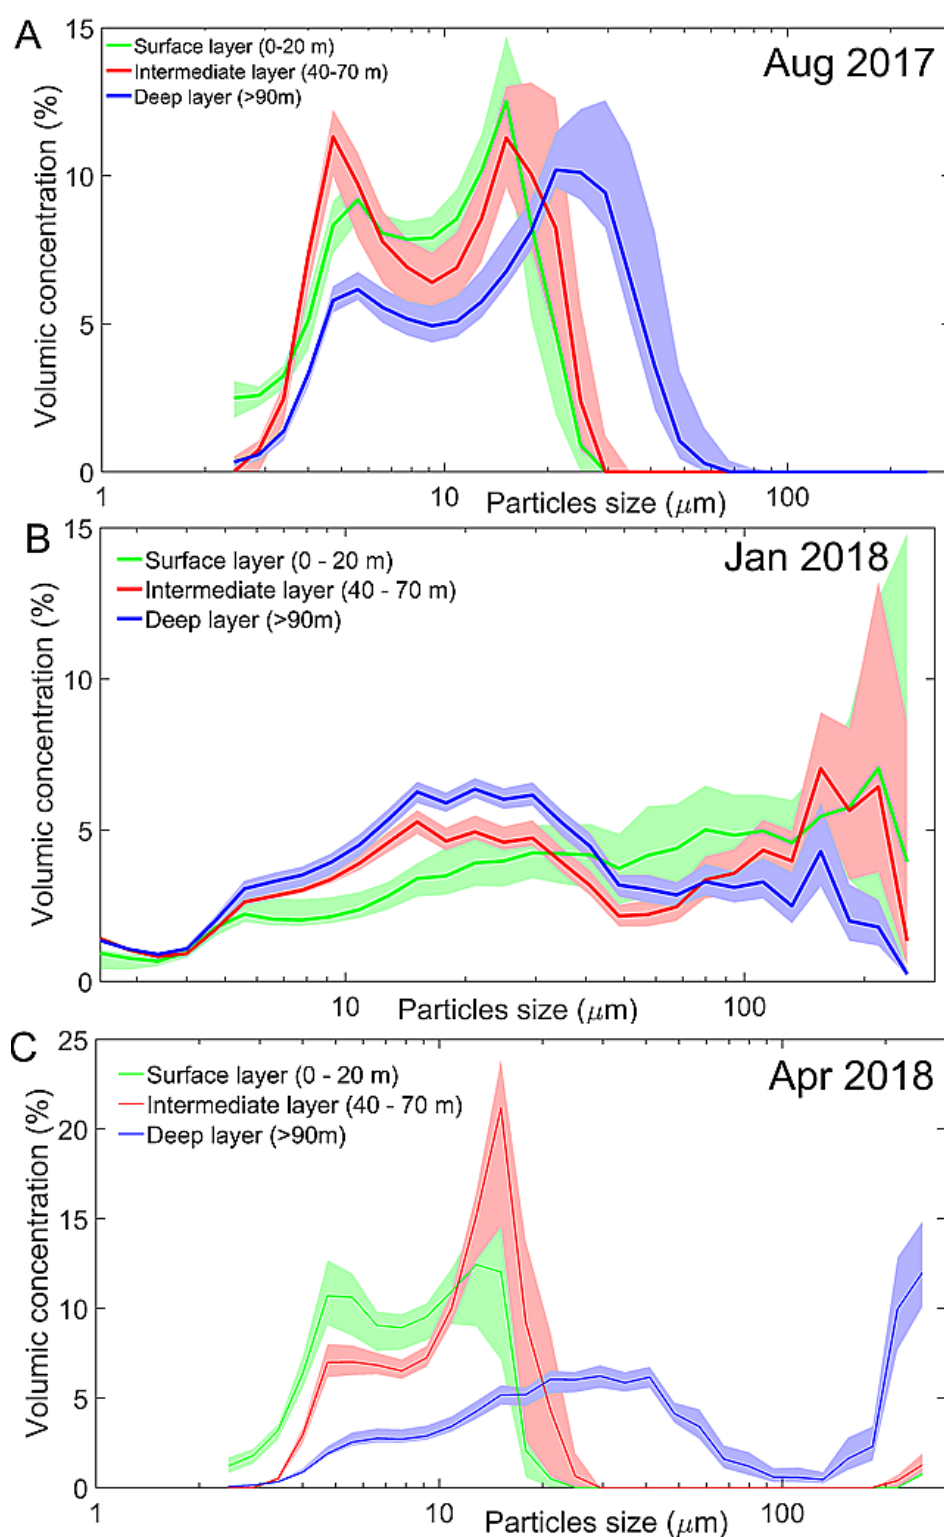 A
Aug 2017
Surface layer (0-20 m)
Intermediate layer (40-70 m)
Deep layer (>90m)
Volumic concentration (%)
15
10
5
0
1
10
100
Particles size (μm)
B
Jan 2018
Surface layer (0 - 20 m)
Intermediate layer (40 - 70 m)
Deep layer (>90m)
Volumic concentration (%)
15
10
5
0
10
100
Particles size (μm)
C
Apr 2018
Surface layer (0 - 20 m)
Intermediate layer (40 - 70 m)
Deep layer (>90m)
Volumic concentration (%)
25
20
15
10
5
0
1
10
100
Particles size (μm)